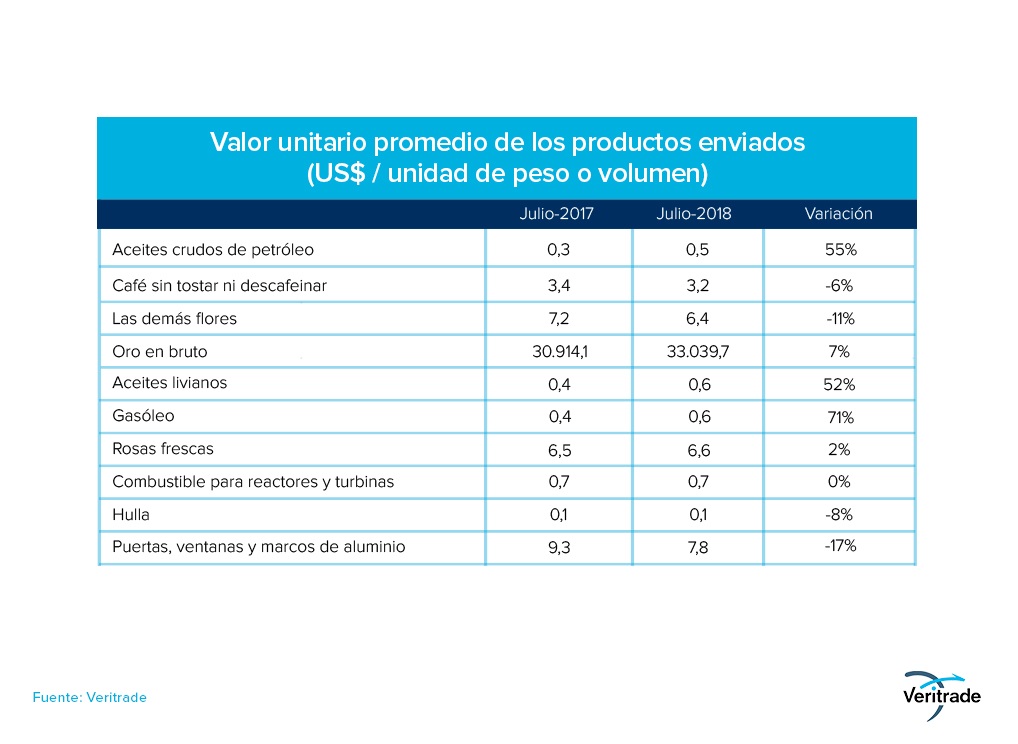 Valor unitario promedio de los productos enviados
(US$ / unidad de peso o volumen)
Julio-2017 Julio-2018 Variación
Aceites crudos de petróleo 0,3 0,5 55%
Café sin tostar ni descafeinar 3,4 3,2 -6%
Las demás flores 7,2 6,4 -11%
Oro en bruto 30.914,1 33.039,7 7%
Aceites livianos 0,4 0,6 52%
Gasóleo 0,4 0,6 71%
Rosas frescas 6,5 6,6 2%
Combustible para reactores y turbinas 0,7 0,7 0%
Hulla 0,1 0,1 -8%
Puertas, ventanas y marcos de aluminio 9,3 7,8 -17%
Fuente: Veritrade
Veritrade